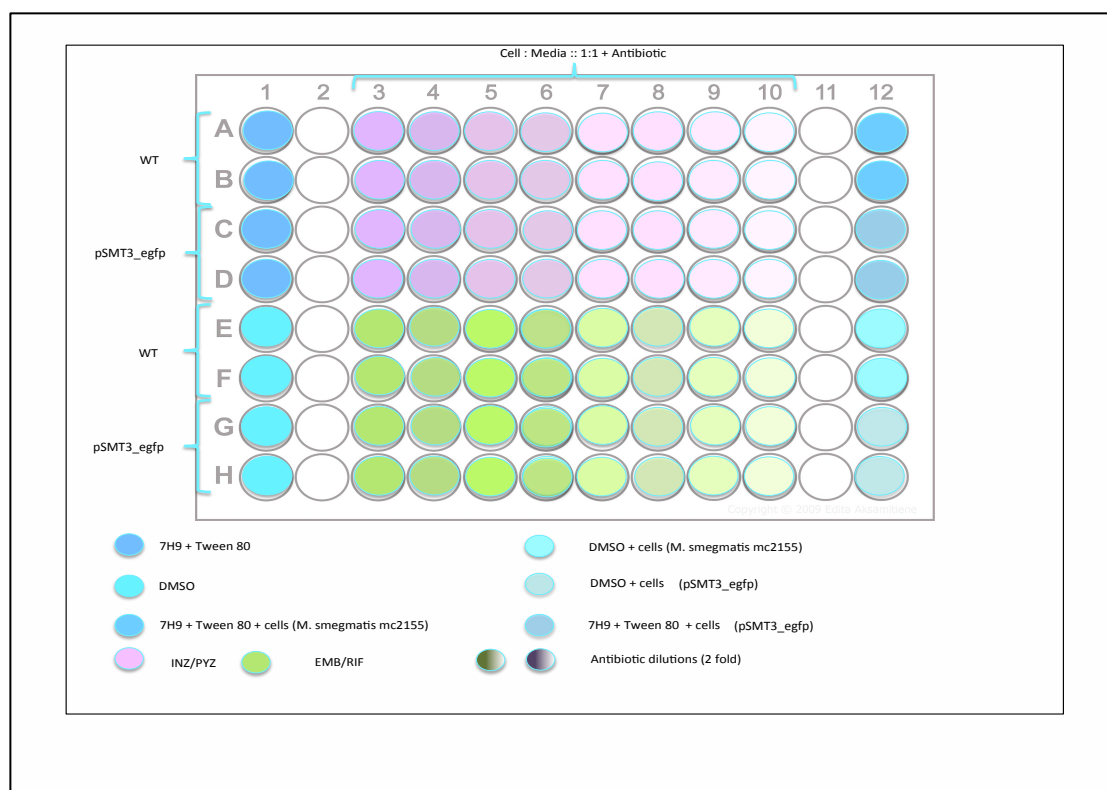 Cell : Media :: 1:1 + Antibiotic
1 2 3 4 5 6 7 8 9 10 11 12
A
WT
B
C
pSMT3_egfp
D
E
WT
F
G
pSMT3_egfp
H
Copyright © 2009 Edita Aksamitiene
7H9 + Tween 80
DMSO + cells (M. smegmatis mc2155)
DMSO
DMSO + cells (pSMT3_egfp)
7H9 + Tween 80 + cells (M. smegmatis mc2155)
7H9 + Tween 80 + cells (pSMT3_egfp)
INZ/PYZ
EMB/RIF
Antibiotic dilutions (2 fold)